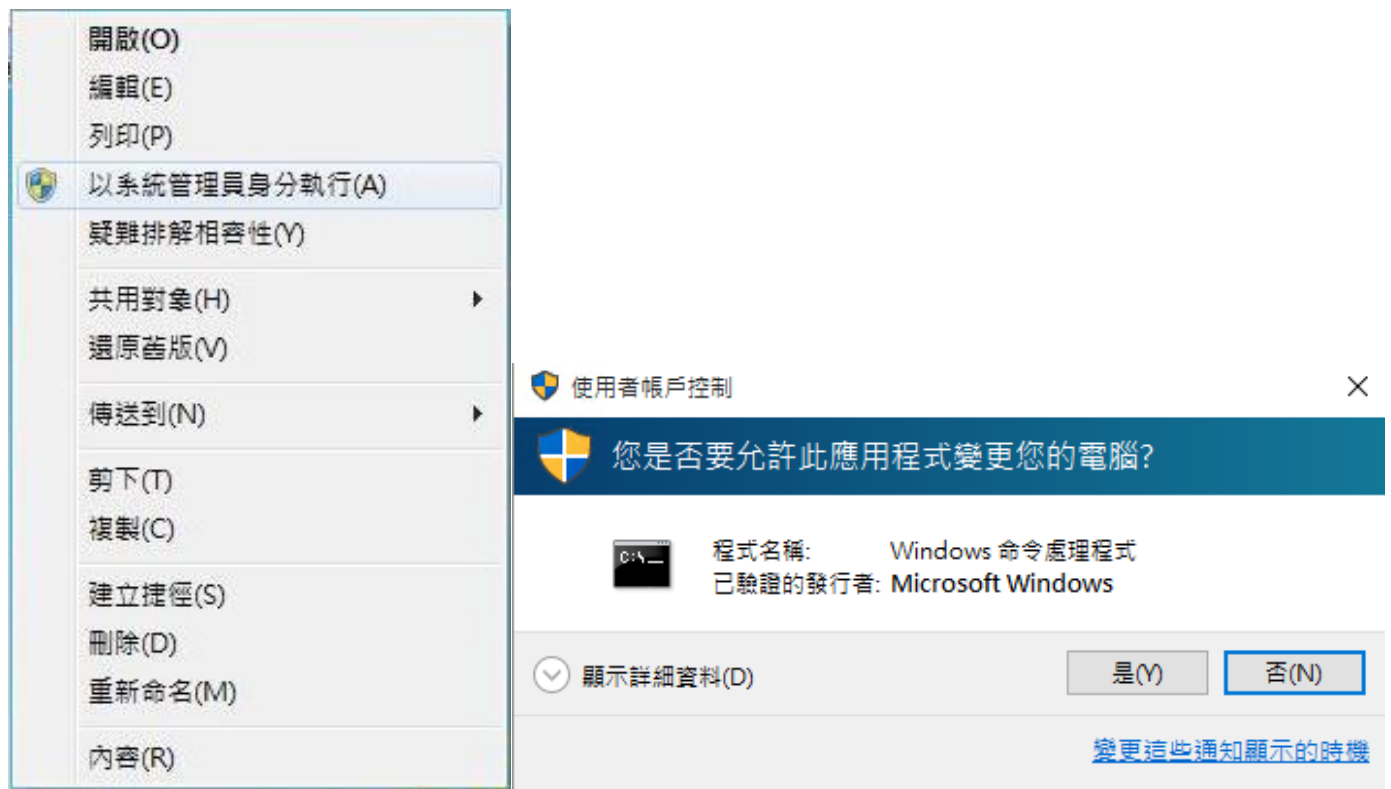 開啟(O)
編輯(E)
列印(P)
以系統管理員身分執行(A)
疑難排解相容性(Y)
共用對象(H)
還原舊版(V)
傳送到(N)
剪下(T)
複製(C)
建立捷徑(S)
刪除(D)
重新命名(M)
內容(R)
使用者帳戶控制
您是否要允許此應用程式變更您的電腦?
C:\_
程式名稱: Windows 命令處理程式
已驗證的發行者: Microsoft Windows
顯示詳細資料(D)
是(Y) 否(N)
變更這些通知顯示的時機